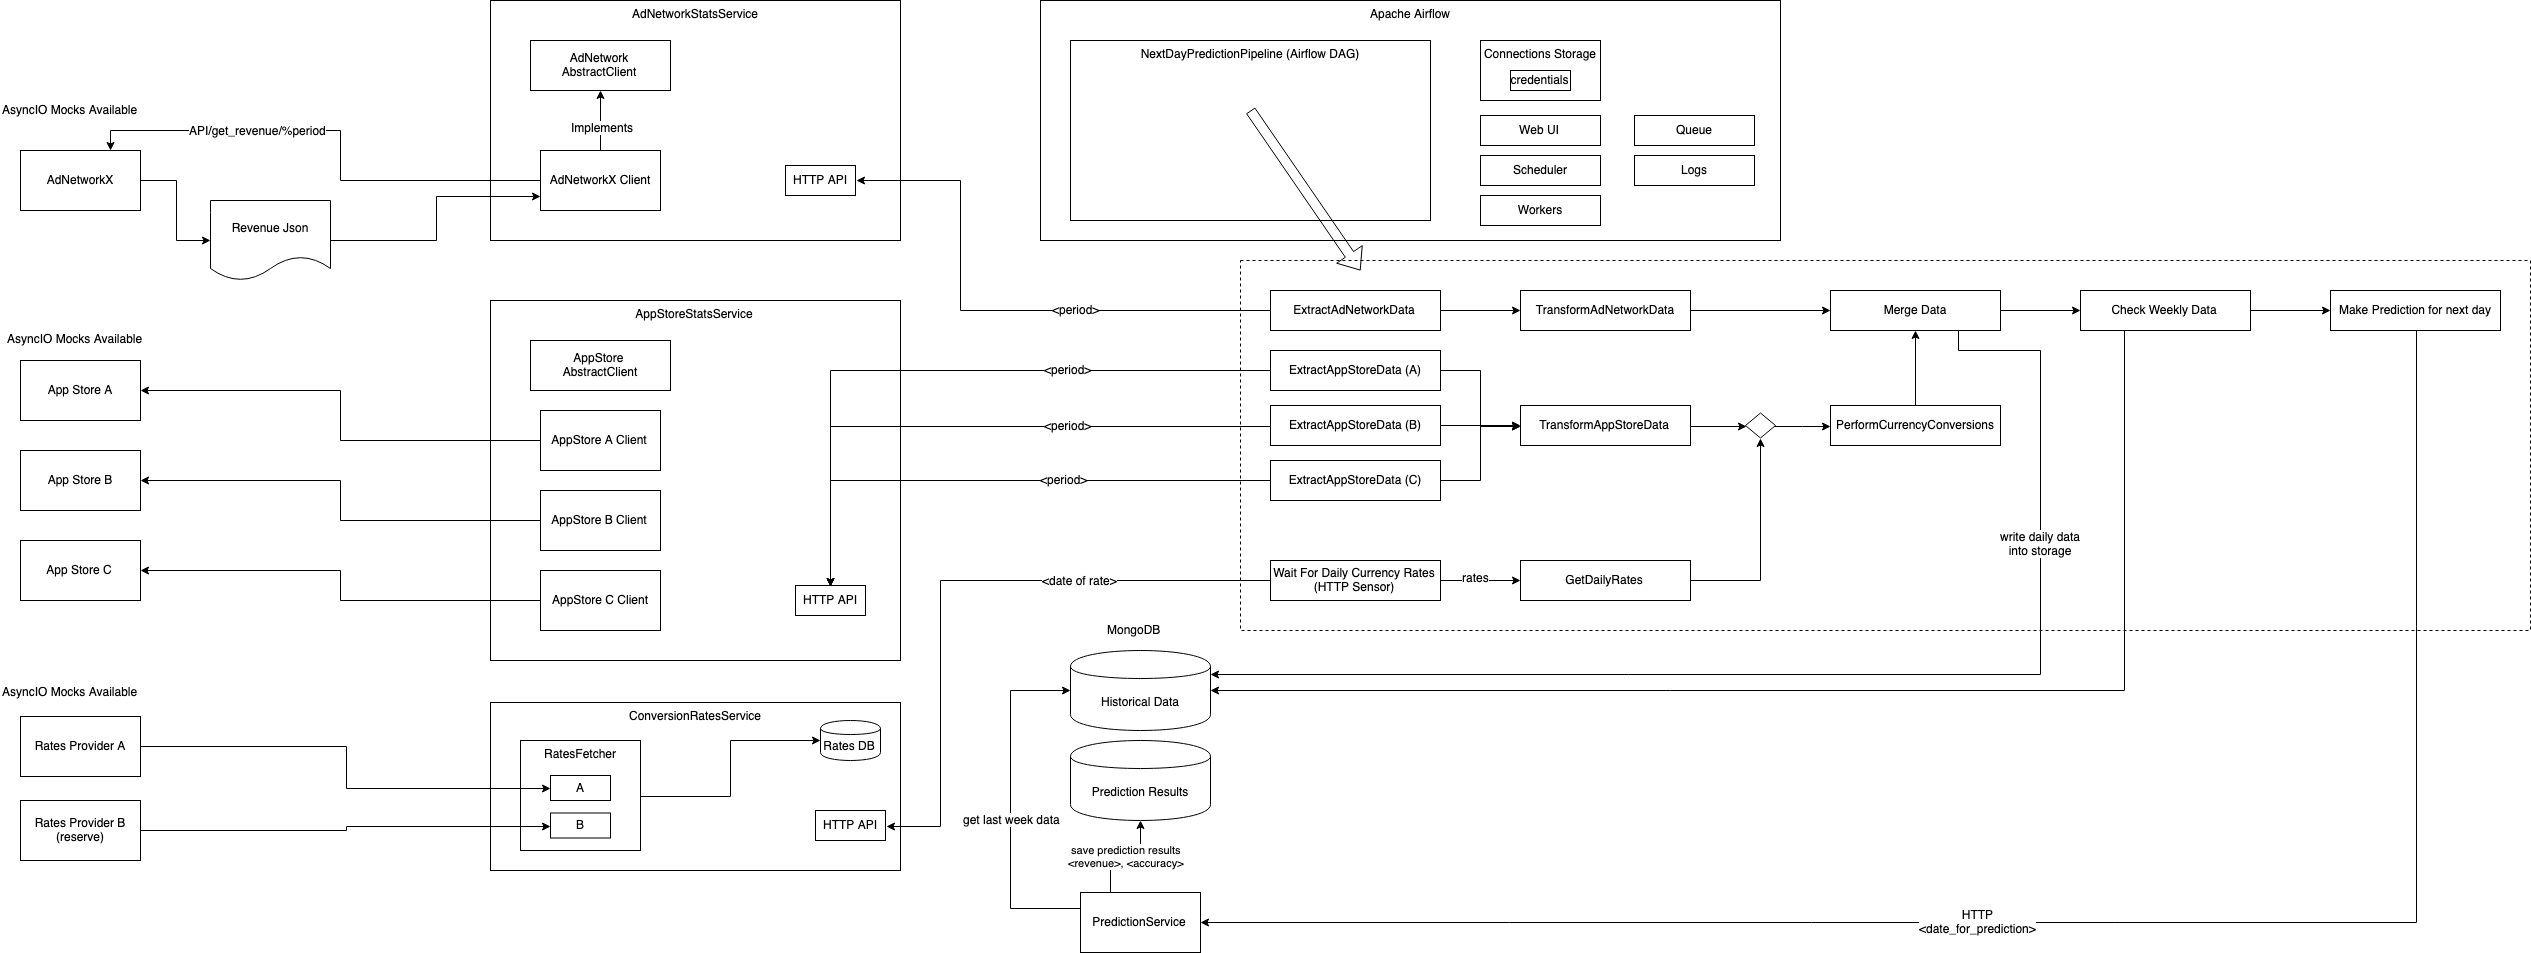 AdNetworkStatsService
AdNetwork
AbstractClient
Implements
AdNetworkX Client
HTTP API
AsyncIO Mocks Available
API/get_revenue/%period
AdNetworkX
Revenue Json
Apache Airflow
NextDayPredictionPipeline (Airflow DAG)
Connections Storage
credentials
Web UI
Queue
Scheduler
Logs
Workers
AppStoreStatsService
AppStore
AbstractClient
AppStore A Client
AppStore B Client
AppStore C Client
HTTP API
AsyncIO Mocks Available
App Store A
App Store B
App Store C
<period>
<period>
<period>
<period>
<date of rate>
ExtractAdNetworkData
TransformAdNetworkData
Merge Data
Check Weekly Data
Make Prediction for next day
ExtractAppStoreData (A)
ExtractAppStoreData (B)
TransformAppStoreData
PerformCurrencyConversions
ExtractAppStoreData (C)
write daily data
into storage
Wait For Daily Currency Rates
(HTTP Sensor)
rates
GetDailyRates
AsyncIO Mocks Available
Rates Provider A
Rates Provider B
(reserve)
ConversionRatesService
RatesFetcher
A
B
Rates DB
HTTP API
MongoDB
Historical Data
Prediction Results
get last week data
save prediction results
<revenue>, <accuracy>
PredictionService
HTTP
<date_for_prediction>